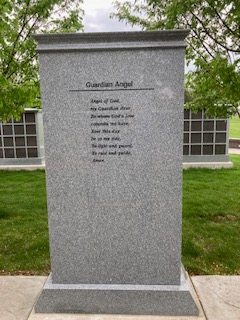 Guardian Angel
Angel of God,
my Guardian dear
To whom God's love
commits me here,
Ever this day
be at my side,
To light and guard,
To rule and guide.
Amen.